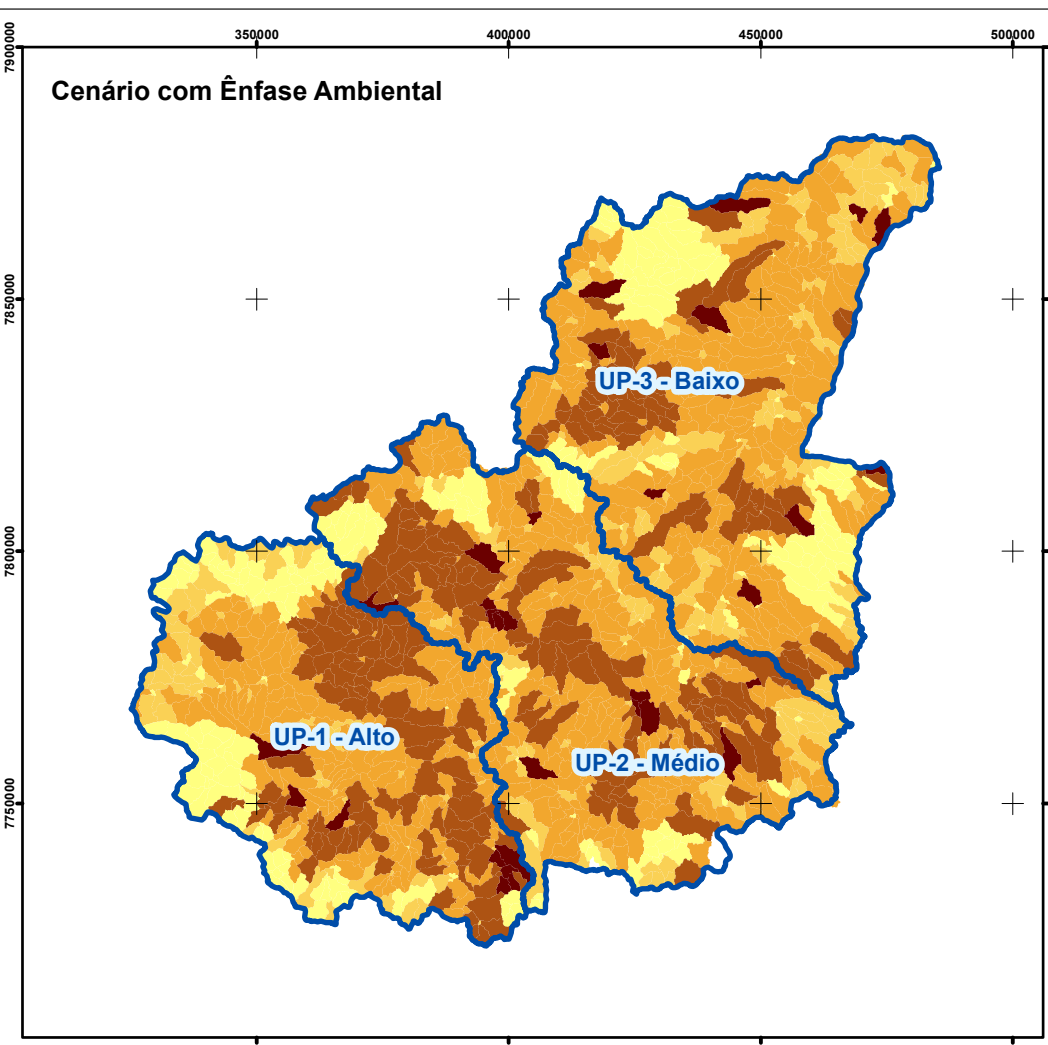 350000 400000 450000 500000
7900000
Cenário com Ênfase Ambiental
7850000
UP-3 - Baixo
7800000
UP-1 - Alto
UP-2 - Médio
7750000